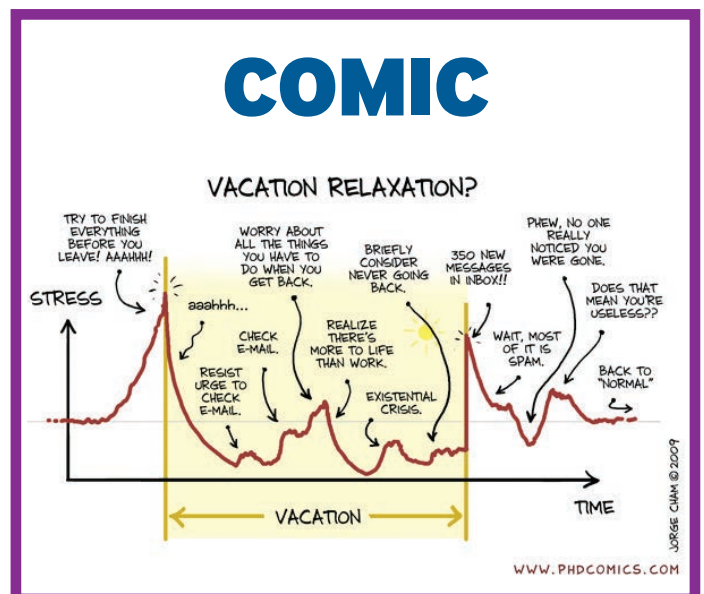 COMIC
VACATION RELAXATION?
TRY TO FINISH
EVERYTHING
BEFORE YOU
LEAVE! AAAHHH!
STRESS
aaahhh...
RESIST
URGE TO
CHECK
E-MAIL.
CHECK
E-MAIL.
WORRY ABOUT
ALL THE THINGS
YOU HAVE TO
DO WHEN YOU
GET BACK.
REALIZE
THERE'S
MORE TO LIFE
THAN WORK.
EXISTENTIAL
CRISIS.
BRIEFLY
CONSIDER
NEVER GOING
BACK.
350 NEW
MESSAGES
IN INBOX!!
WAIT, MOST
OF IT IS
SPAM.
PHEW, NO ONE
REALLY
NOTICED YOU
WERE GONE.
DOES THAT
MEAN YOU'RE
USELESS??
BACK TO
"NORMAL"
VACATION
TIME
JORGE CHAM © 2009
WWW.PHDCOMICS.COM